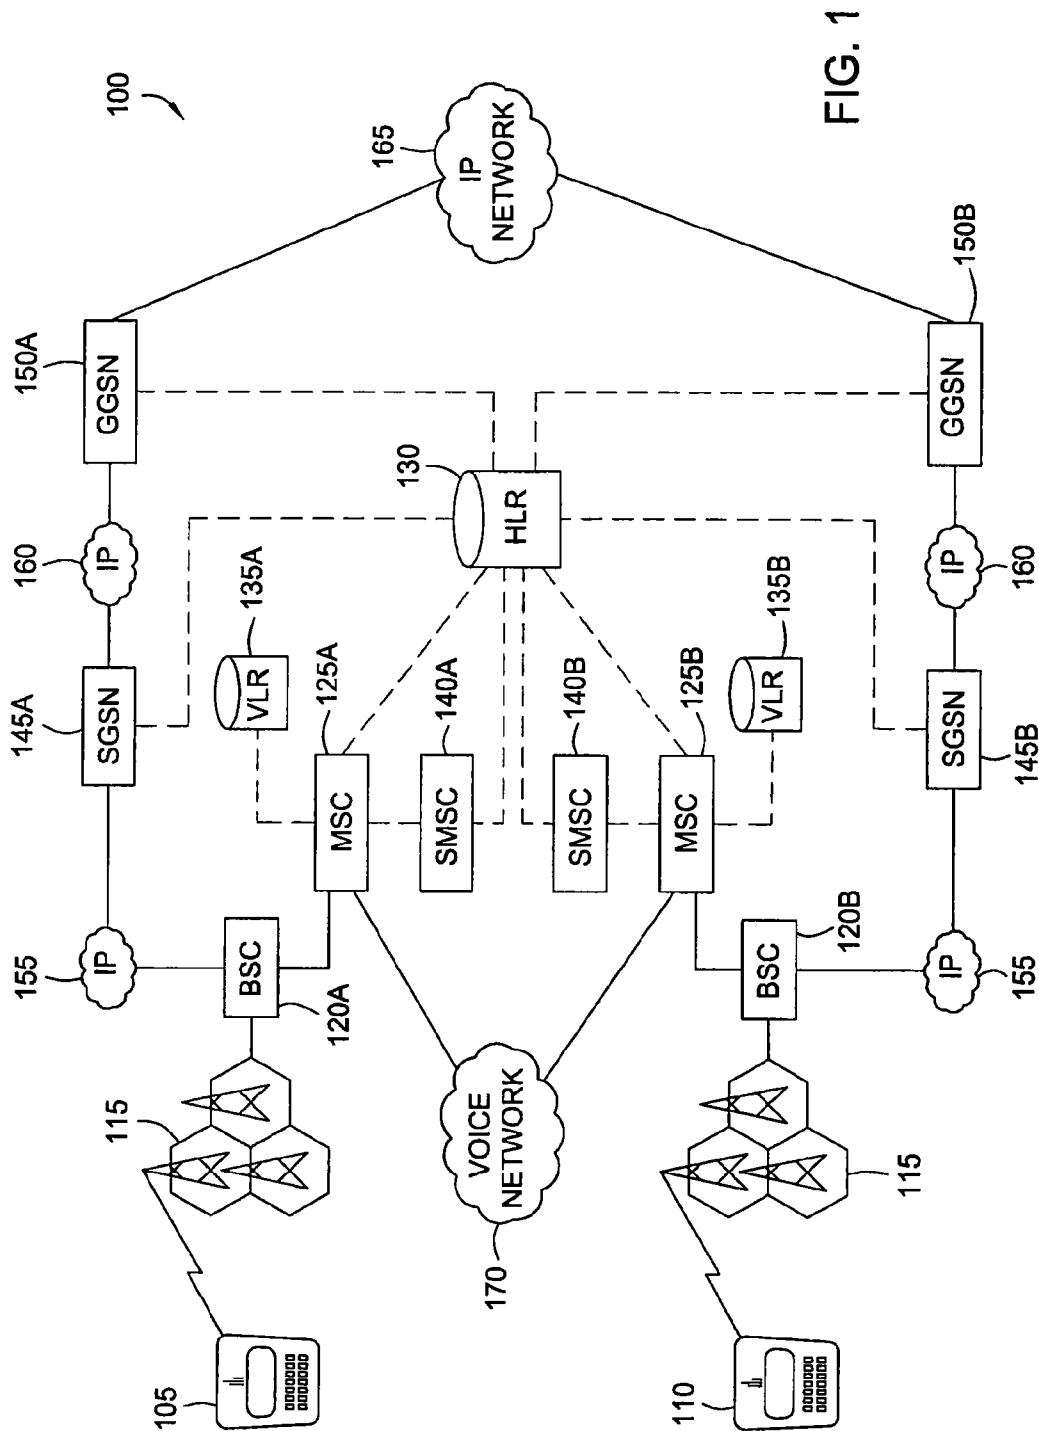 155
145A
160
150A
IP
SGSN
IP
GGSN
100
115
105
BSC
VLR
135A
120A
MSC
125A
165
130
SMSC
140A
VOICE
NETWORK
170
HLR
IP
NETWORK
SMSC
140B
110
MSC
125B
BSC
120B
VLR
135B
FIG. 1
115
IP
SGSN
IP
GGSN
150B
155
145B
160